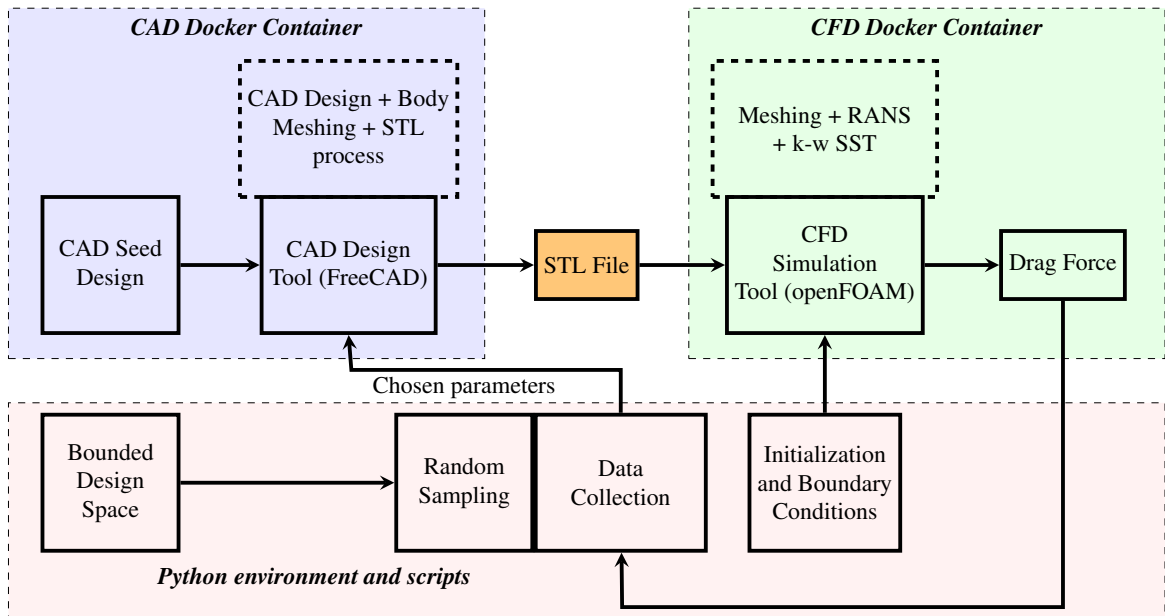 CAD Docker Container
CFD Docker Container
CAD Design + Body
Meshing + STL
process
Meshing + RANS
+ k-w SST
CAD Seed
Design
CAD Design
Tool (FreeCAD)
STL File
CFD
Simulation
Tool (openFOAM)
Drag Force
Chosen parameters
Bounded
Design
Space
Random
Sampling
Data
Collection
Initialization
and Boundary
Conditions
Python environment and scripts